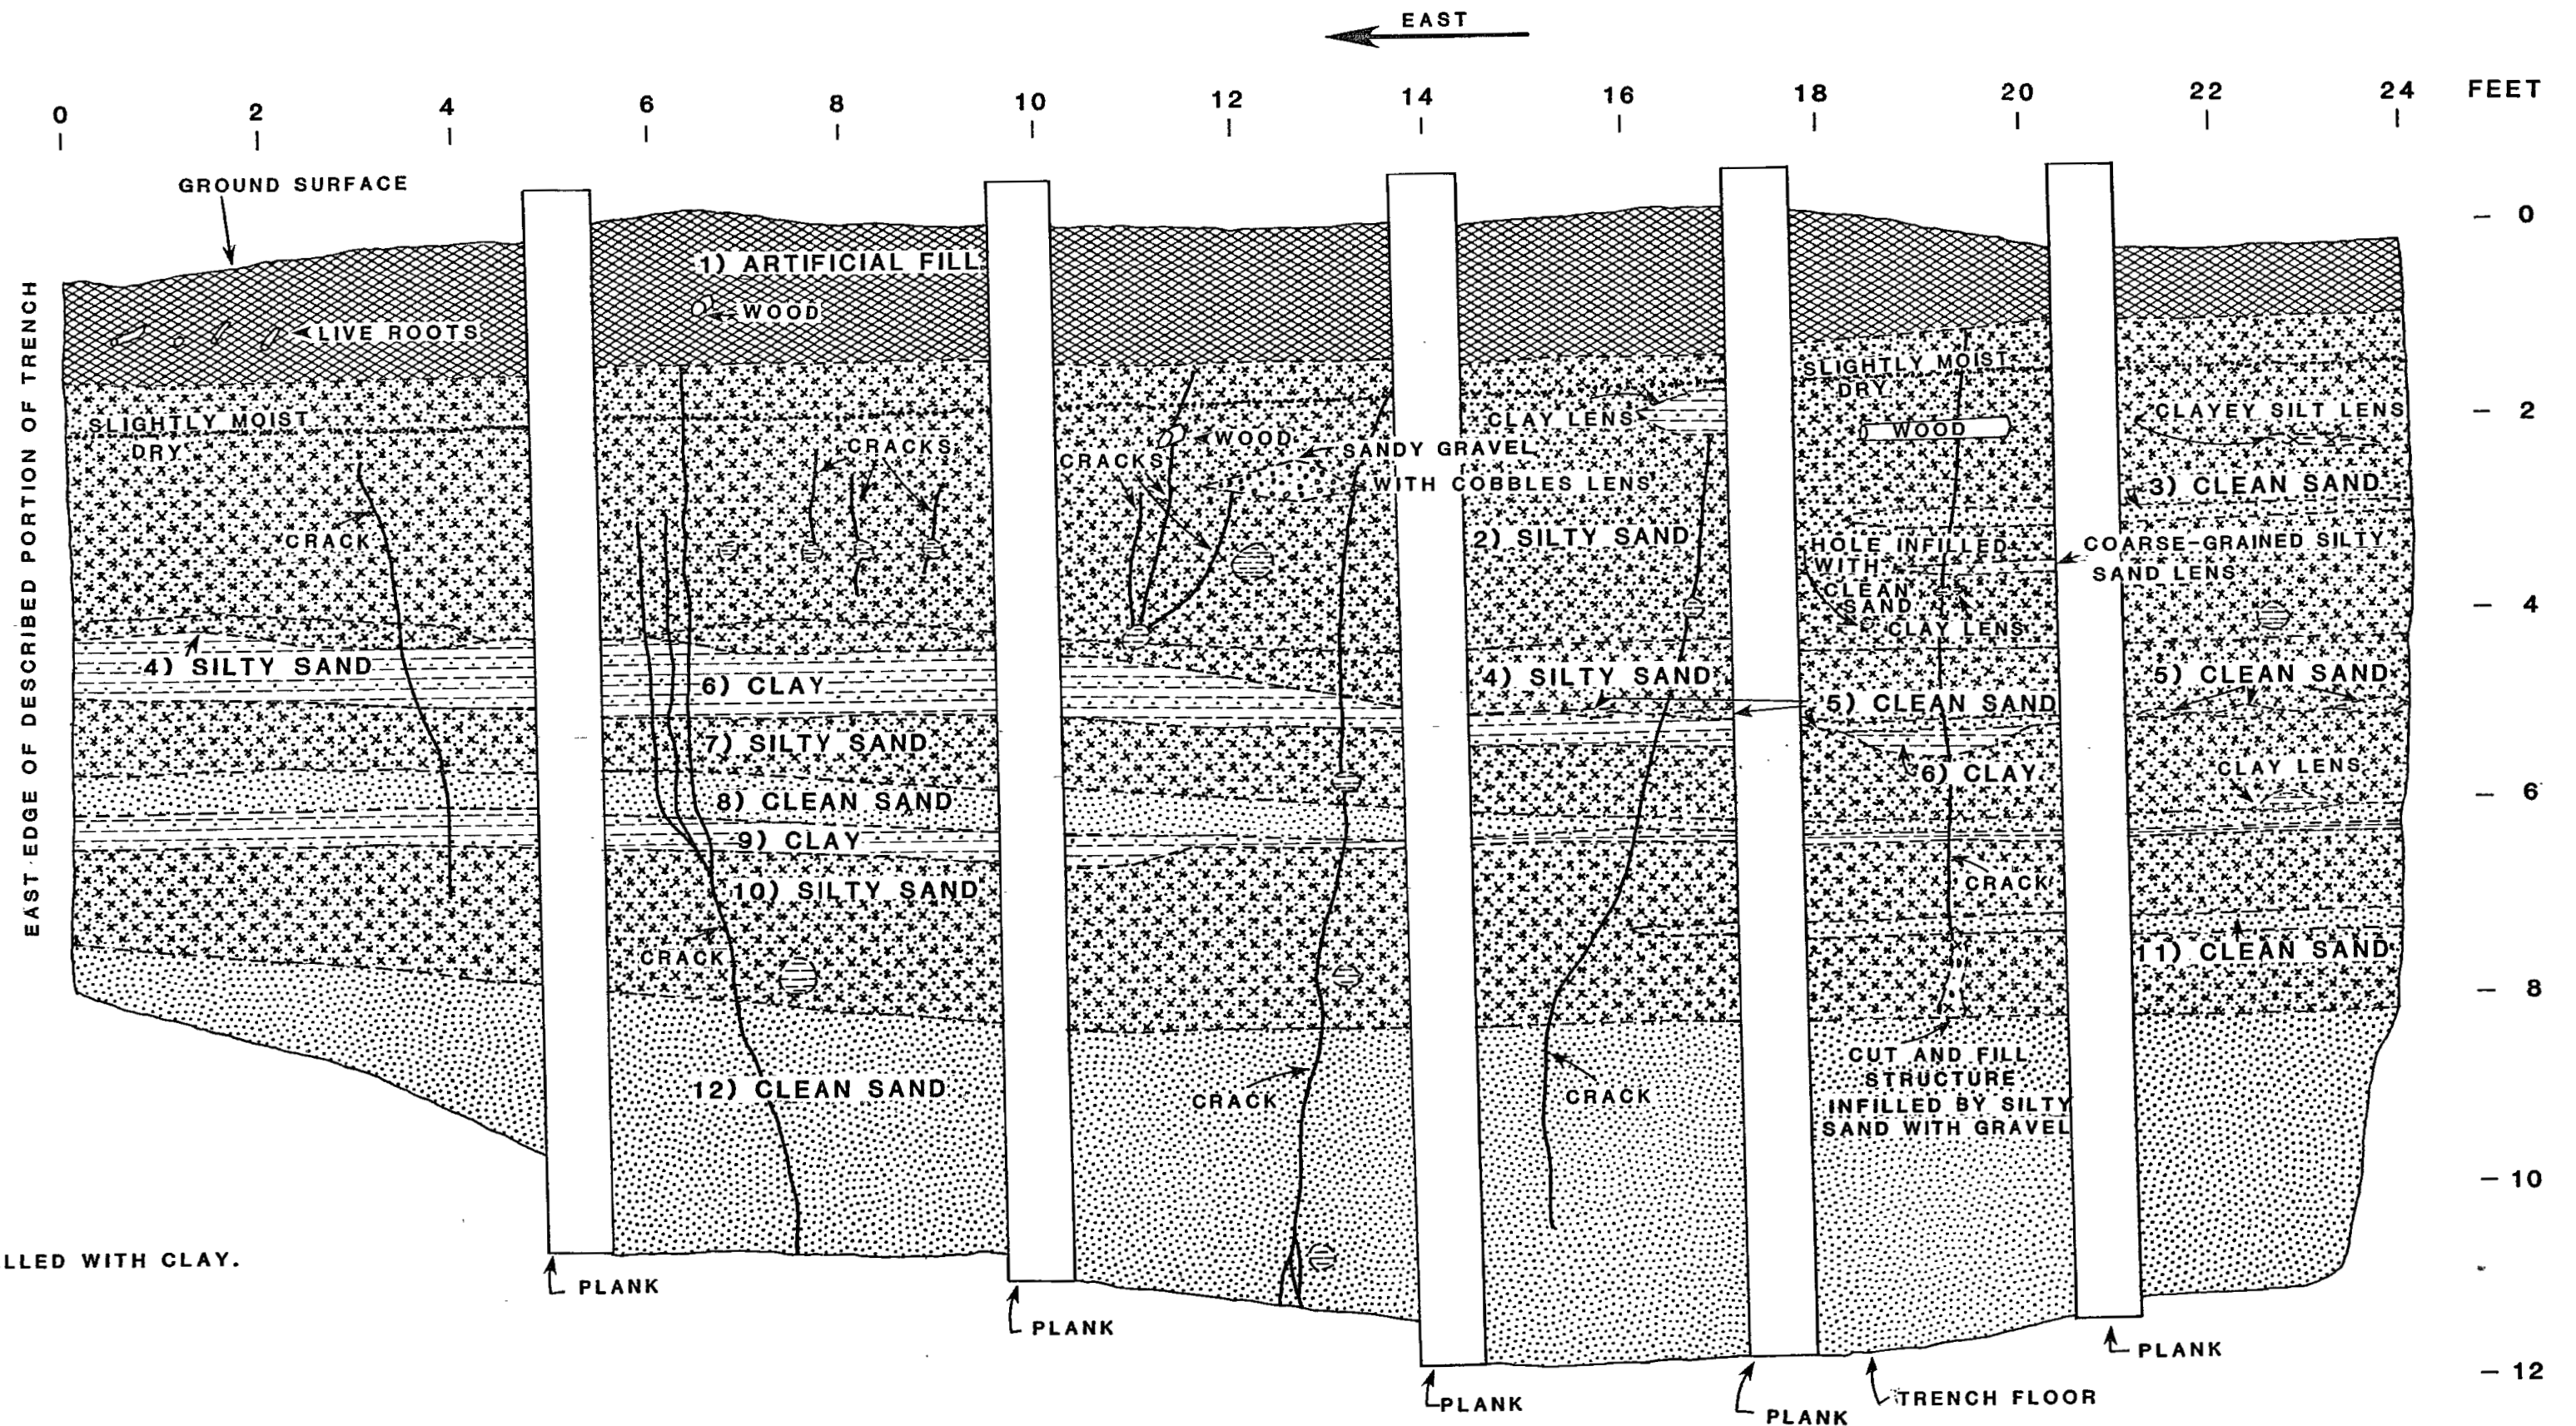 EAST
0 2 4 6 8 10 12 14 16 18 20 22 24 FEET
GROUND SURFACE
0
1) ARTIFICIAL FILL
WOOD
LIVE ROOTS
EAST EDGE OF DESCRIBED PORTION OF TRENCH
SLIGHTLY MOIST
DRY
SLIGHTLY MOIST
DRY
2
CLAY LENS
CLAYEY SILT LENS
WOOD
WOOD
CRACKS
CRACKS
SANDY GRAVEL
WITH COBBLES LENS
3) CLEAN SAND
CRACK
2) SILTY SAND
HOLE INFILLED
WITH
CLEAN
SAND
COARSE-GRAINED SILTY
SAND LENS
4
CLAY LENS
4) SILTY SAND
6) CLAY
4) SILTY SAND
5) CLEAN SAND
5) CLEAN SAND
7) SILTY SAND
6) CLAY
CLAY LENS
6
8) CLEAN SAND
9) CLAY
10) SILTY SAND
CRACK
CRACK
11) CLEAN SAND
8
CUT AND FILL
STRUCTURE
INFILLED BY SILTY
SAND WITH GRAVEL
12) CLEAN SAND
CRACK
CRACK
10
LLED WITH CLAY.
PLANK
PLANK
PLANK
PLANK
PLANK
12
TRENCH FLOOR